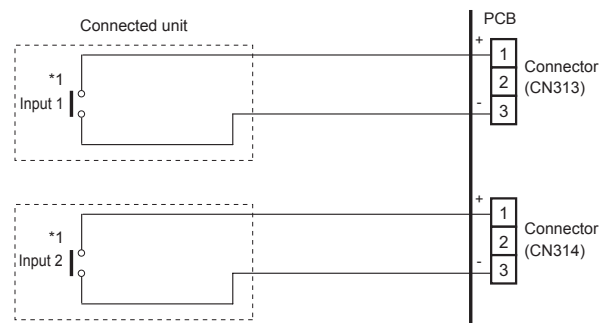 Connected unit
PCB
*1
Input 1
+
-
1
2
3
Connector
(CN313)
*1
Input 2
+
-
1
2
3
Connector
(CN314)